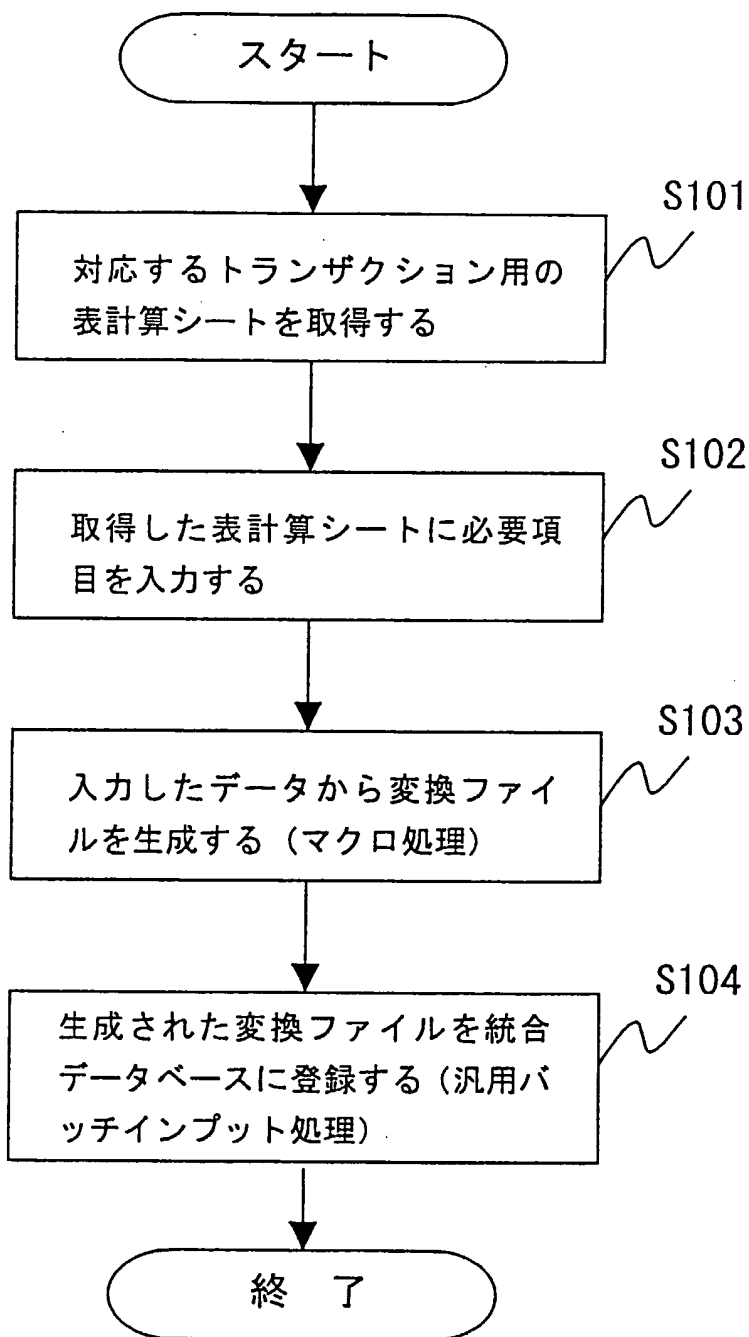 スタート
S101
対応するトランザクション用の
表計算シートを取得する
S102
取得した表計算シートに必要項
目を入力する
S103
入力したデータから変換ファイ
ルを生成する（マクロ処理）
S104
生成された変換ファイルを統合
データベースに登録する（汎用バ
ッチインプット処理）
終 了